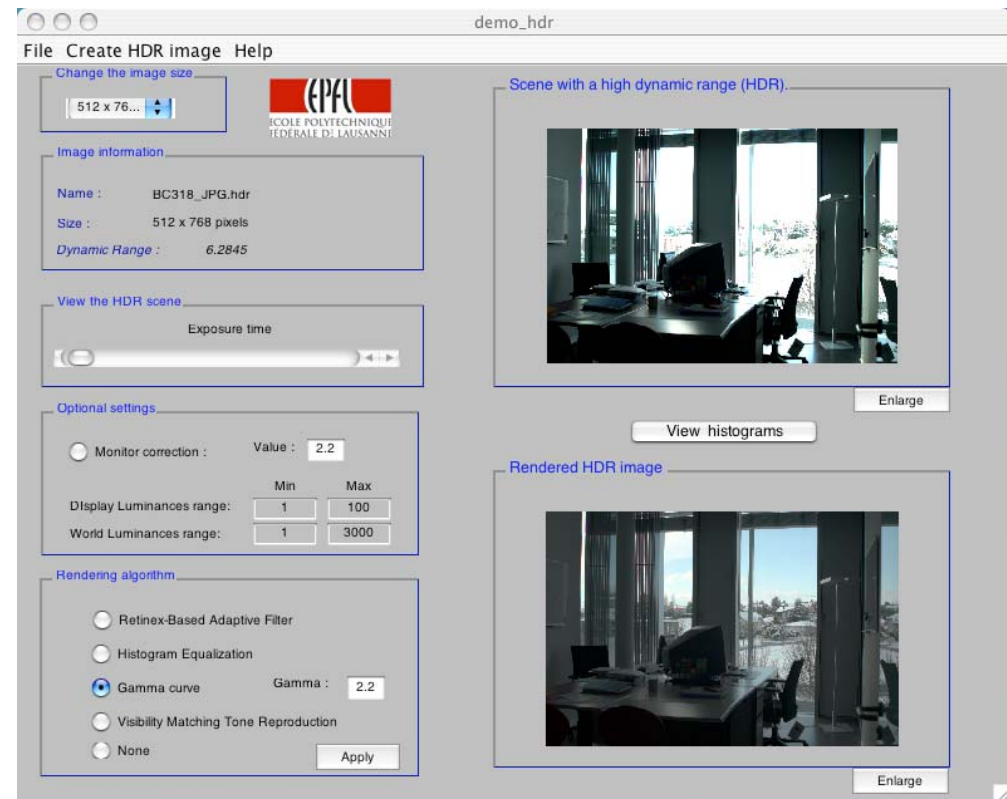 demo_hdr
File Create HDR image Help
Change the image size
512 x 76...
EPFL
ECOLE POLYTECHNIQUE
FÉDÉRALE DE LAUSANNE
Image information
Name : BC318_JPG.hdr
Size : 512 x 768 pixels
Dynamic Range : 6.2845
View the HDR scene
Exposure time
Optional settings
Monitor correction : Value : 2.2
Min Max
DIsplay Luminances range: 1 100
World Luminances range: 1 3000
Rendering algorithm
Retinex-Based Adaptive Filter
Histogram Equalization
Gamma curve Gamma : 2.2
Visibility Matching Tone Reproduction
None
Apply
Scene with a high dynamic range (HDR).
Enlarge
View histograms
Rendered HDR image
Enlarge